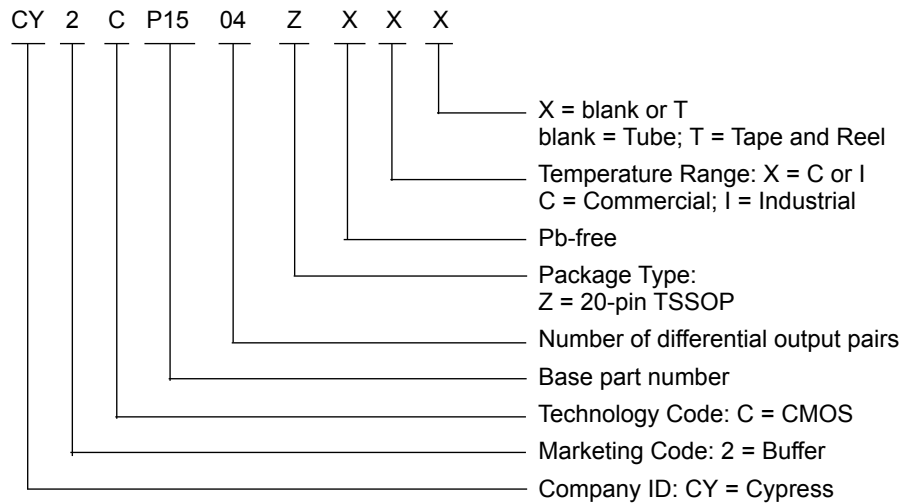 CY 2 C P15 04 Z X X X
X = blank or T
blank = Tube; T = Tape and Reel
Temperature Range: X = C or I
C = Commercial; I = Industrial
Pb-free
Package Type:
Z = 20-pin TSSOP
Number of differential output pairs
Base part number
Technology Code: C = CMOS
Marketing Code: 2 = Buffer
Company ID: CY = Cypress